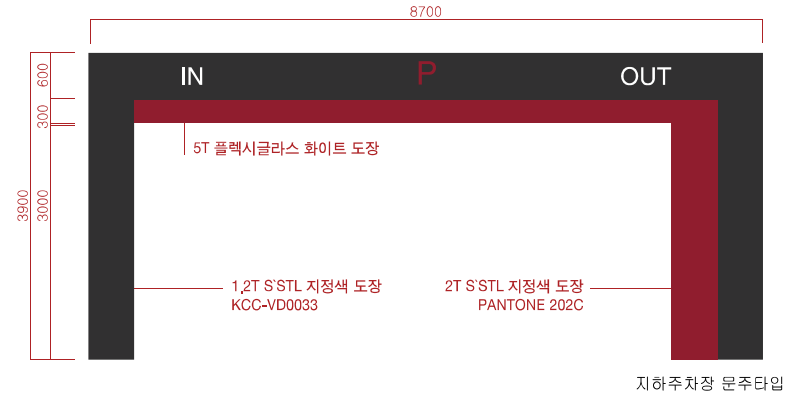 8700
IN P OUT
600
300
3900
3000
5T 플렉시글라스 화이트 도장
1.2T S`STL 지정색 도장
KCC-VD0033
2T S`STL 지정색 도장
PANTONE 202C
지하주차장 문주타입